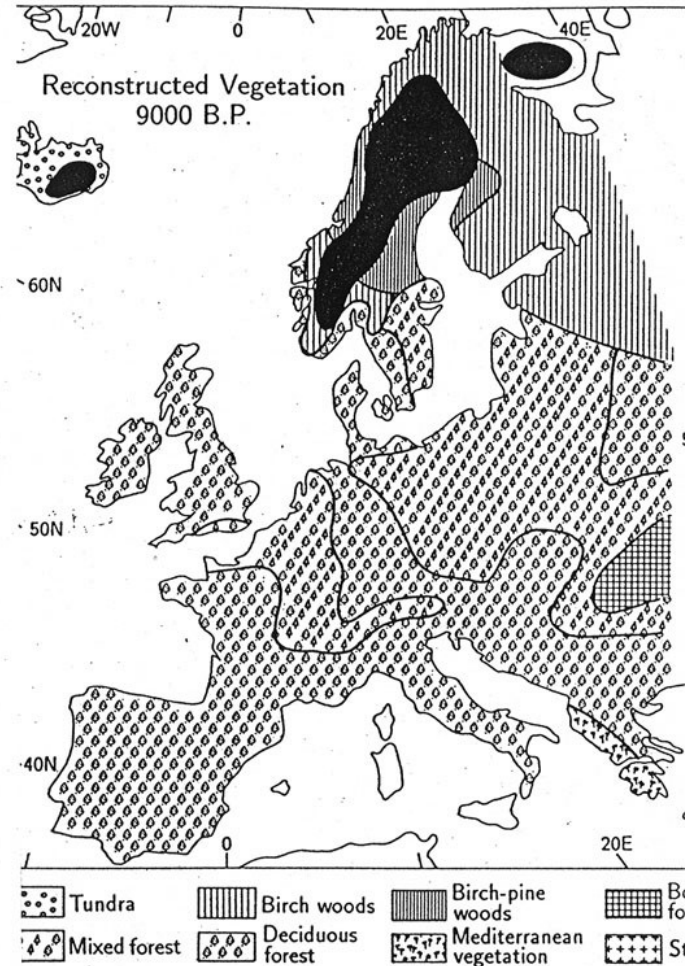 20W 0 20E 40E
Reconstructed Vegetation
9000 B.P.
60N
50N
40N
0 20E
Tundra
Birch woods
Birch-pine
woods
Mixed forest
Deciduous
forest
Mediterranean
vegetation